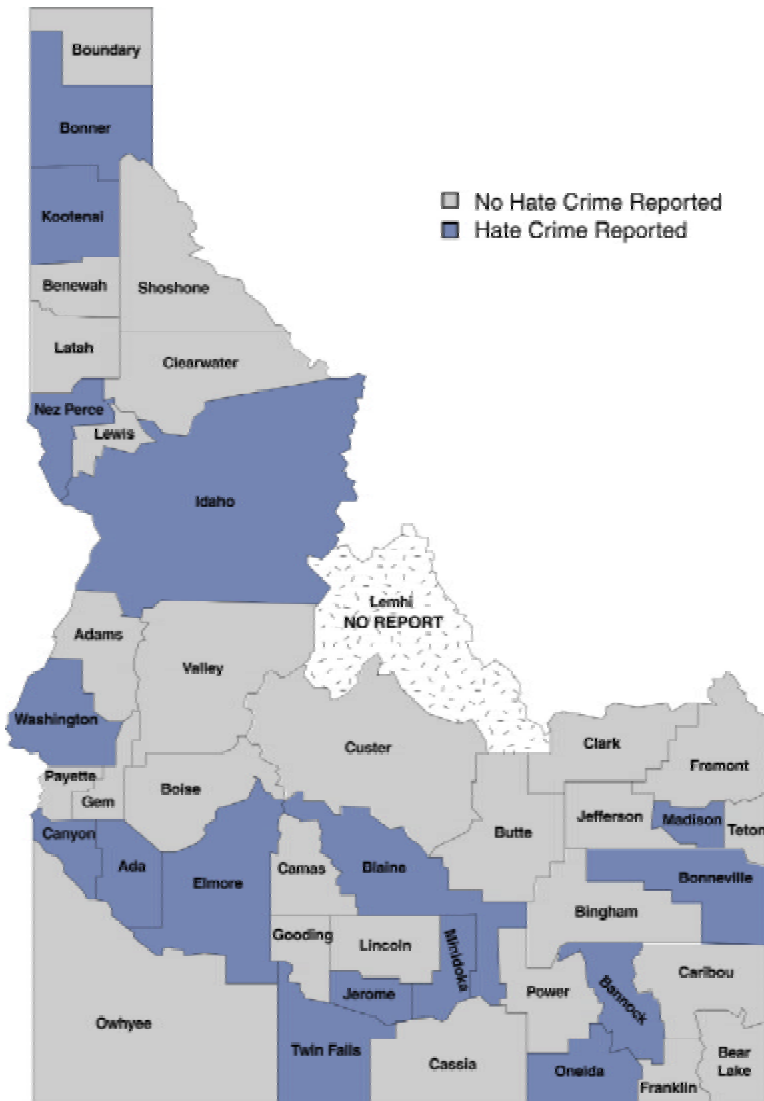 Boundary
Bonner
No Hate Crime Reported
Hate Crime Reported
Kootenai
Benewah
Shoshone
Latah
Clearwater
Nez Perce
Lewis
Idaho
Lemhi
NO REPORT
Adams
Valley
Washington
Custer
Clark
Fremont
Payette
Boise
Gem
Jefferson
Madison
Teton
Canyon
Butte
Ada
Elmore
Camas
Blaine
Bonneville
Bingham
Gooding
Lincoln
Minidoka
Caribou
Jerome
Power
Bannock
Owhyee
Twin Falls
Cassia
Oneida
Bear
Lake
Franklin